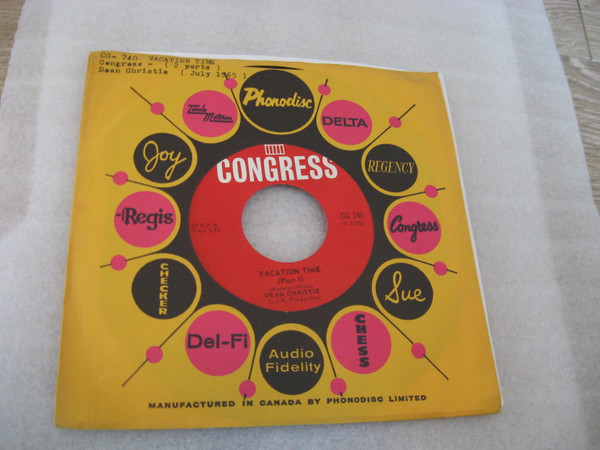 CG- 240 VACATION TIME
Congress - ( 2 parts )
Dean Christie ( July 1965 )
Phonodisc
Tamla Motown
DELTA
Joy
REGENCY
CONGRESS
-Regis
CG 240
Congress
VACATION TIME
(Part I)
DEAN CHRISTIE
CHECKER
Sue
Del-Fi
CHESS
Audio
Fidelity
MANUFACTURED IN CANADA BY PHONODISC LIMITED